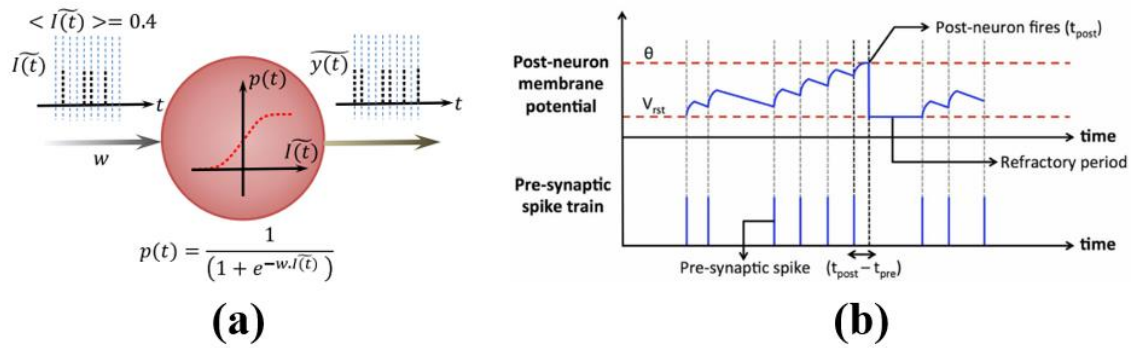 < I͠(t) >= 0.4
I͠(t)
t
w
p(t)
I͠(t)
y͠(t)
t
p(t) = 1 / (1 + e^{-w.I͠(t)})
(a)
Post-neuron
membrane
potential
θ
V_rst
Post-neuron fires (t_post)
time
Refractory period
Pre-synaptic
spike train
time
Pre-synaptic spike
(t_post – t_pre)
(b)